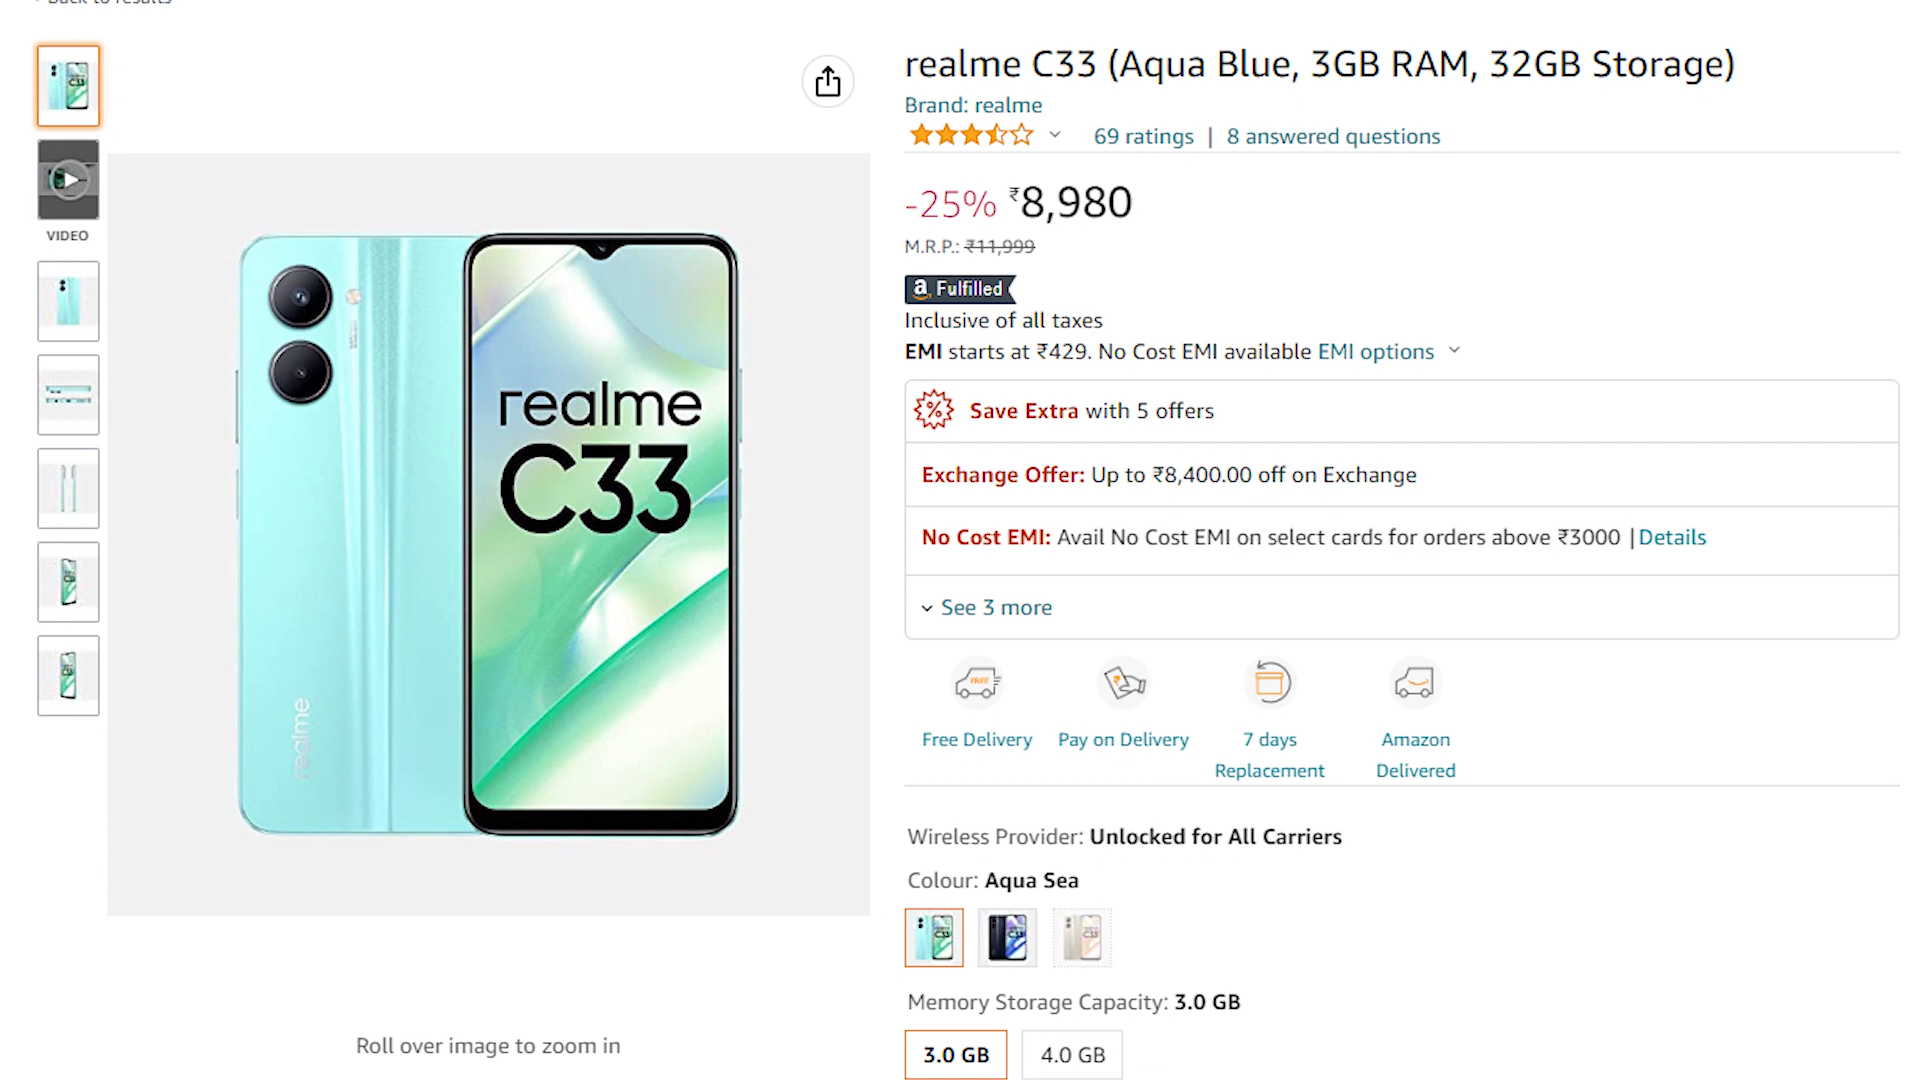 Back to results
realme C33 (Aqua Blue, 3GB RAM, 32GB Storage)
Brand: realme
69 ratings | 8 answered questions
-25% ₹8,980
M.R.P.: ₹11,999
a Fulfilled
Inclusive of all taxes
EMI starts at ₹429. No Cost EMI available EMI options
Save Extra with 5 offers
Exchange Offer: Up to ₹8,400.00 off on Exchange
No Cost EMI: Avail No Cost EMI on select cards for orders above ₹3000 | Details
See 3 more
FREE
Free Delivery
Pay on Delivery
7 days
Replacement
Amazon
Delivered
Wireless Provider: Unlocked for All Carriers
Colour: Aqua Sea
Memory Storage Capacity: 3.0 GB
3.0 GB
4.0 GB
VIDEO
realme
C33
realme
Roll over image to zoom in